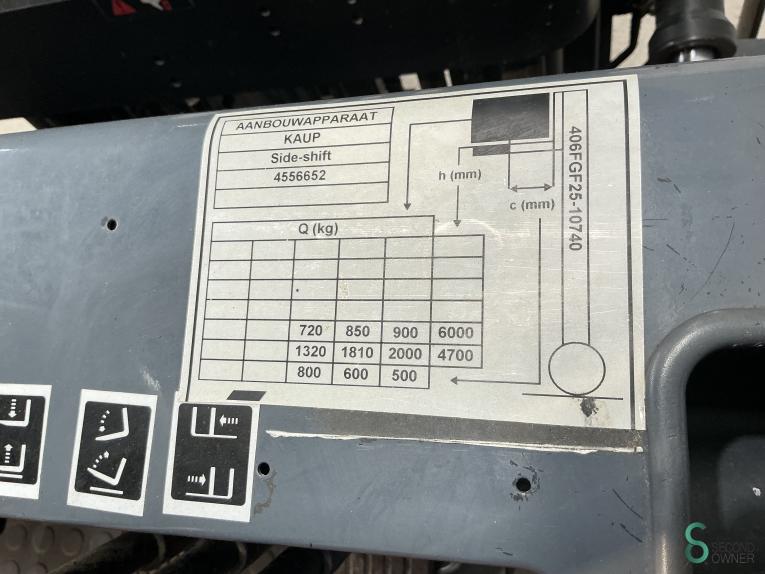 AANBOUWAPPARAAT
KAUP
Side-shift
4556652
h (mm)
c (mm)
406FGF25-10740
Q (kg)
720 850 900 6000
1320 1810 2000 4700
800 600 500
SECOND
OWNER